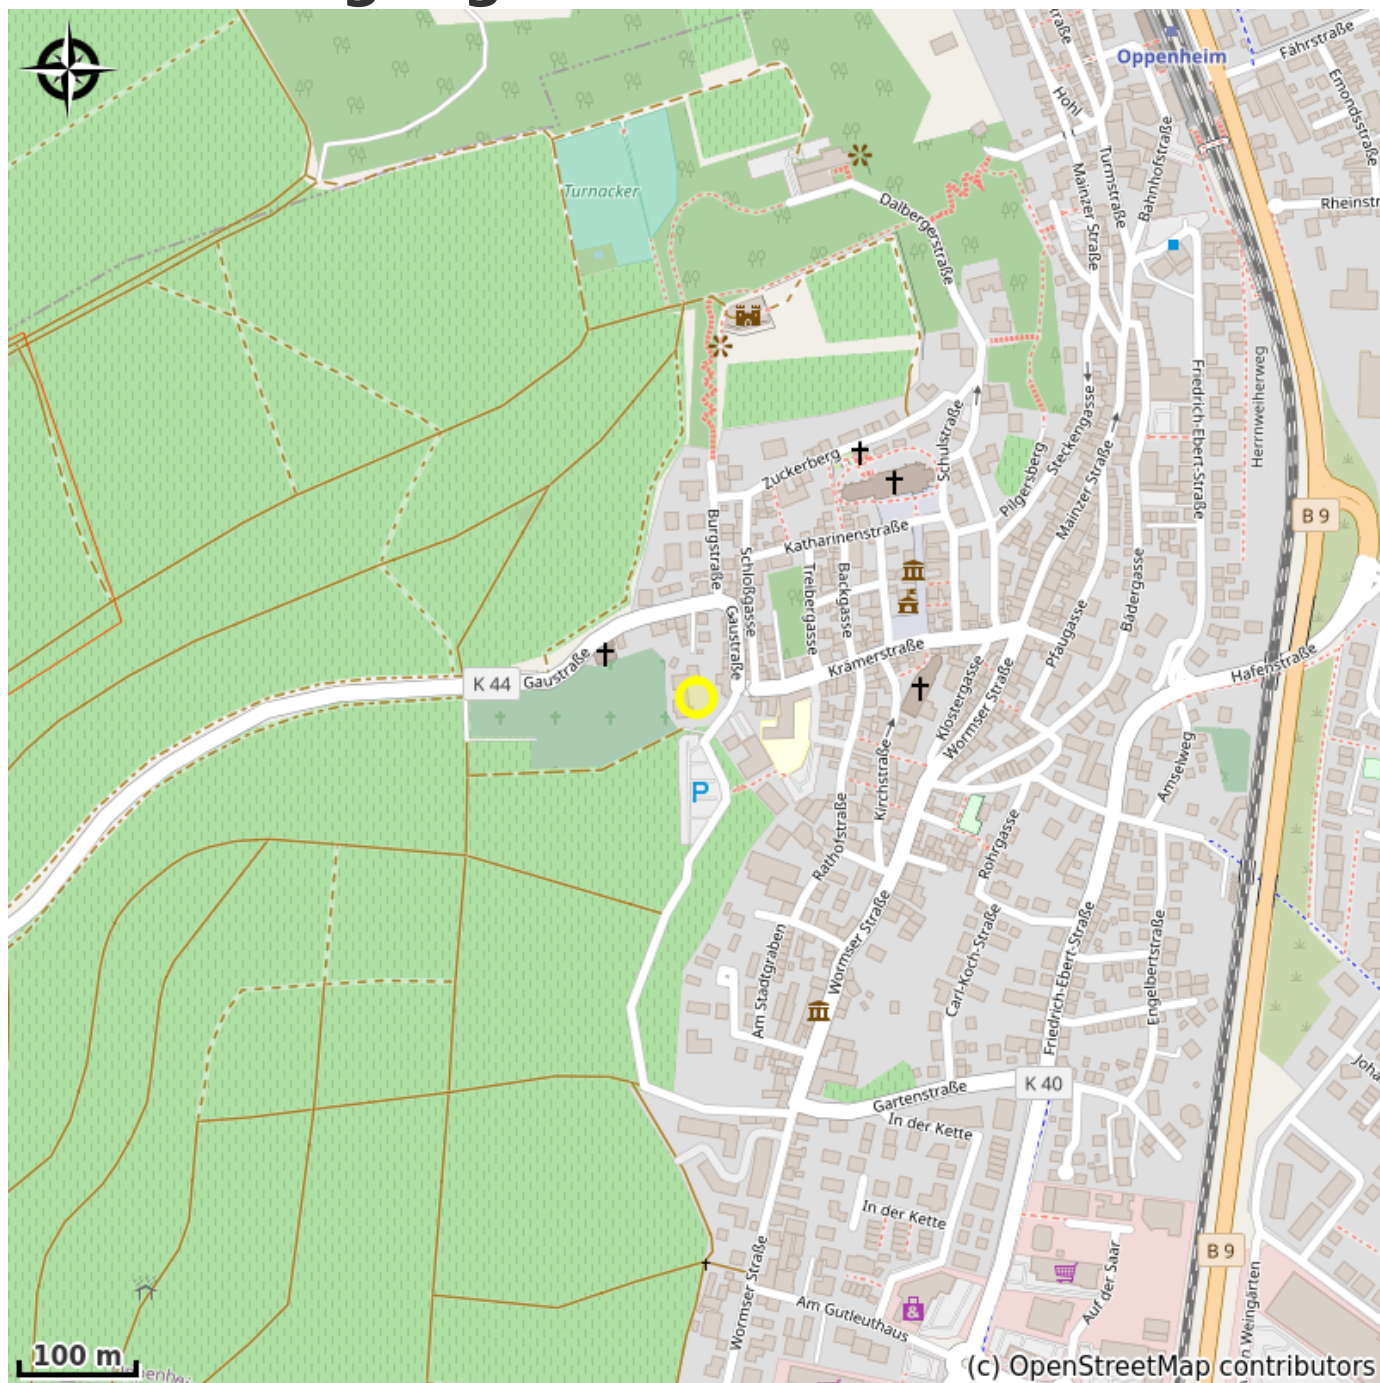 Oppenheim
Fährstraße
Emondsstraße
Hohl
Turmstraße
Bahnhofstraße
Mainzer Straße
Turnacker
Dalbergerstraße
Rheinstr
Friedrich-Ebert-Straße
Herrnweiherweg
Steckengasse
Schulstraße
Zuckerberg
Pilgersberg
Mainzer Straße
B 9
Burgstraße
Katharinenstraße
Schloßgasse
Treibergasse
Backgasse
Bädergasse
Pfaugasse
Gaustraße
Krämerstraße
Hafenstraße
K 44
Gaustraße
Klostergasse
Wormser Straße
Kirchstraße
Amselweg
P
Rathofstraße
Rohrgasse
Wormser Straße
Carl-Koch-Straße
Friedrich-Ebert-Straße
Engelbertstraße
Am Stadtgraben
K 40
Gartenstraße
In der Kette
Joha
In der Kette
B 9
Auf der Saar
Wormser Straße
Am Gutleuthaus
n Weingärten
100 m
(c) OpenStreetMap contributors